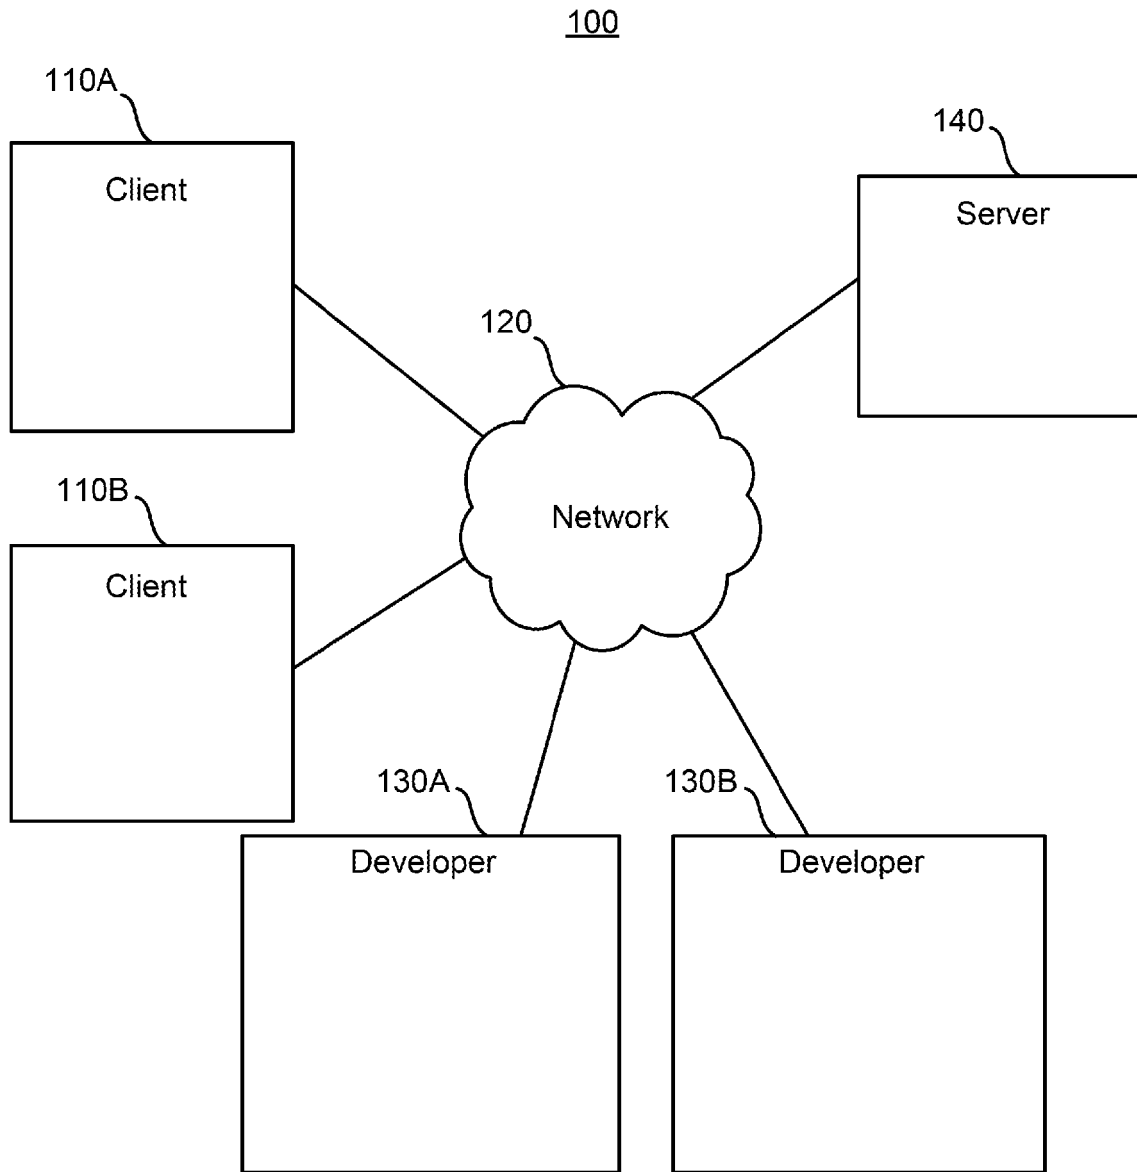 100
110A
Client
140
Server
120
Network
110B
Client
130A
Developer
130B
Developer